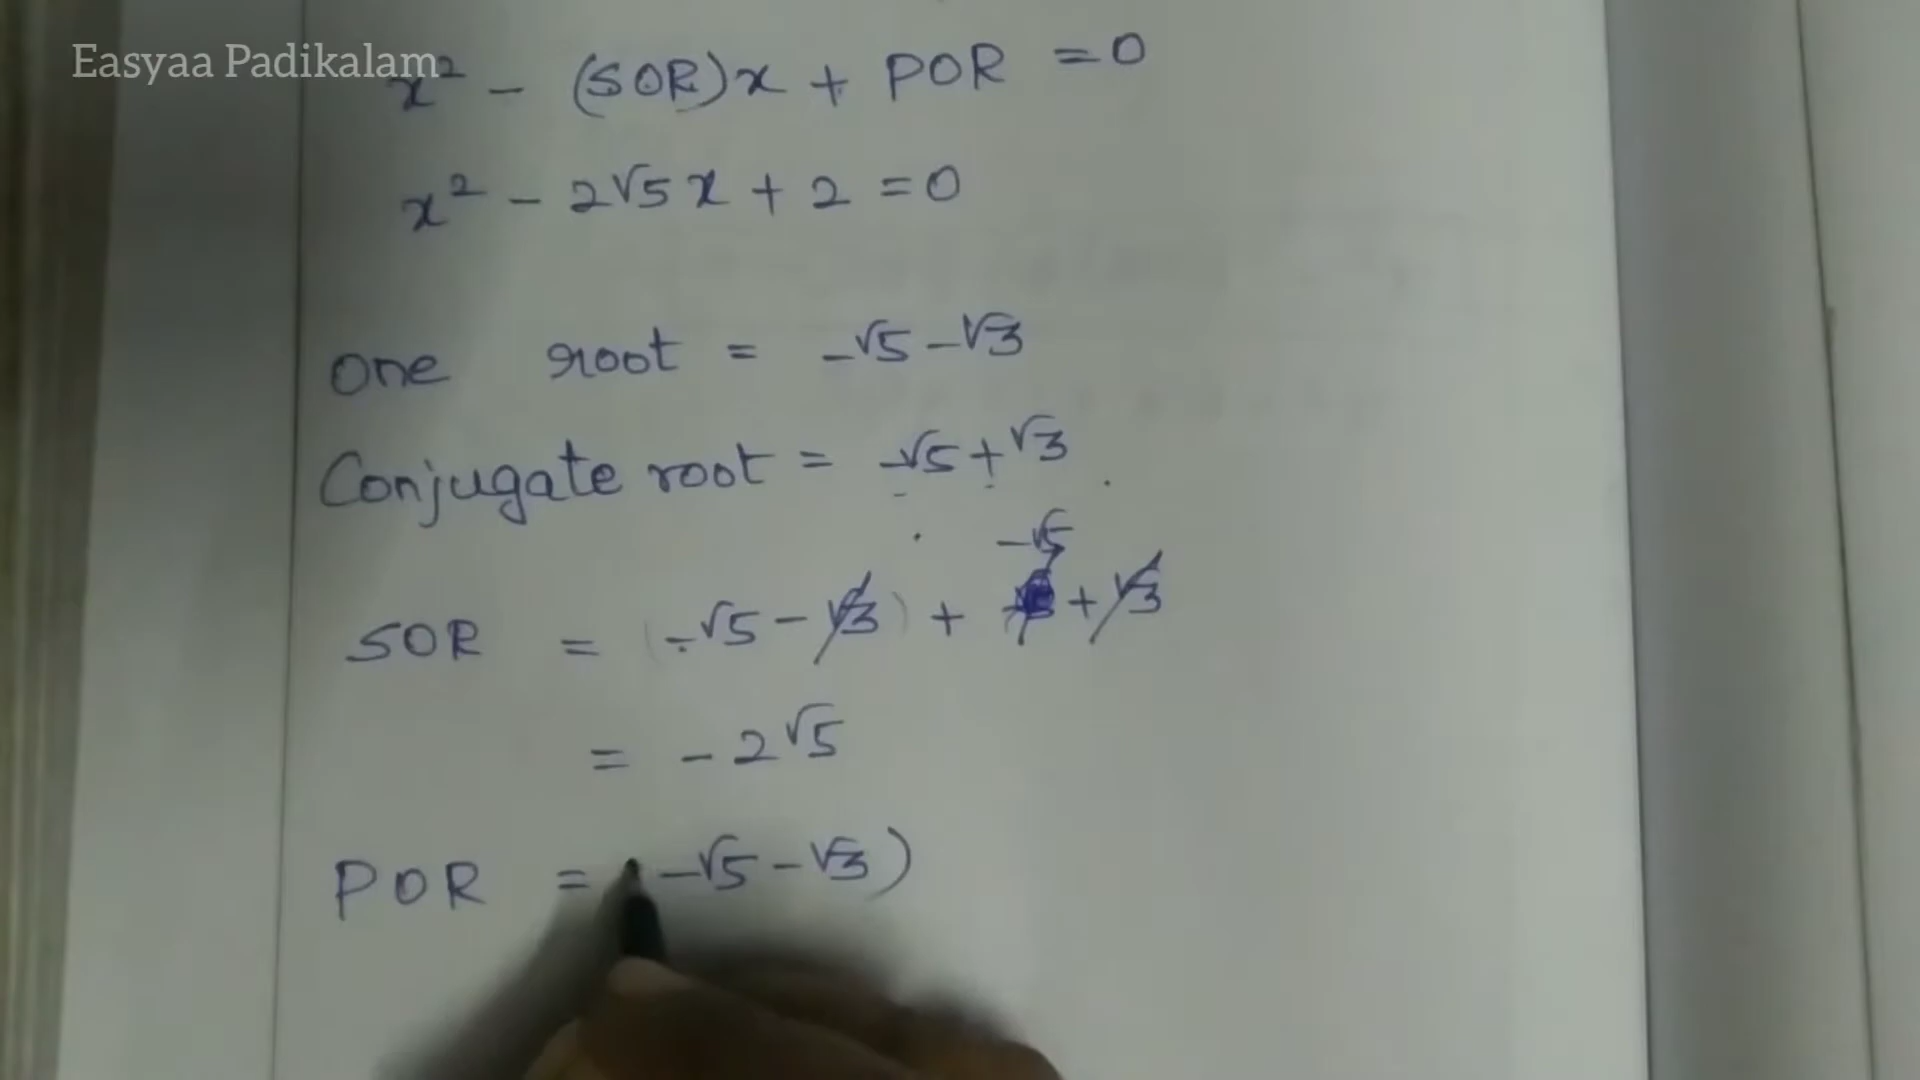 Easyaa Padikalam
x² - (SOR)x + POR = 0
x² - 2√5 x + 2 = 0
One root = -√5 - √3
Conjugate root = -√5 + √3
-√5
SOR = (-√5 - √3) + + √3
= - 2√5
POR = -√5 - √3)